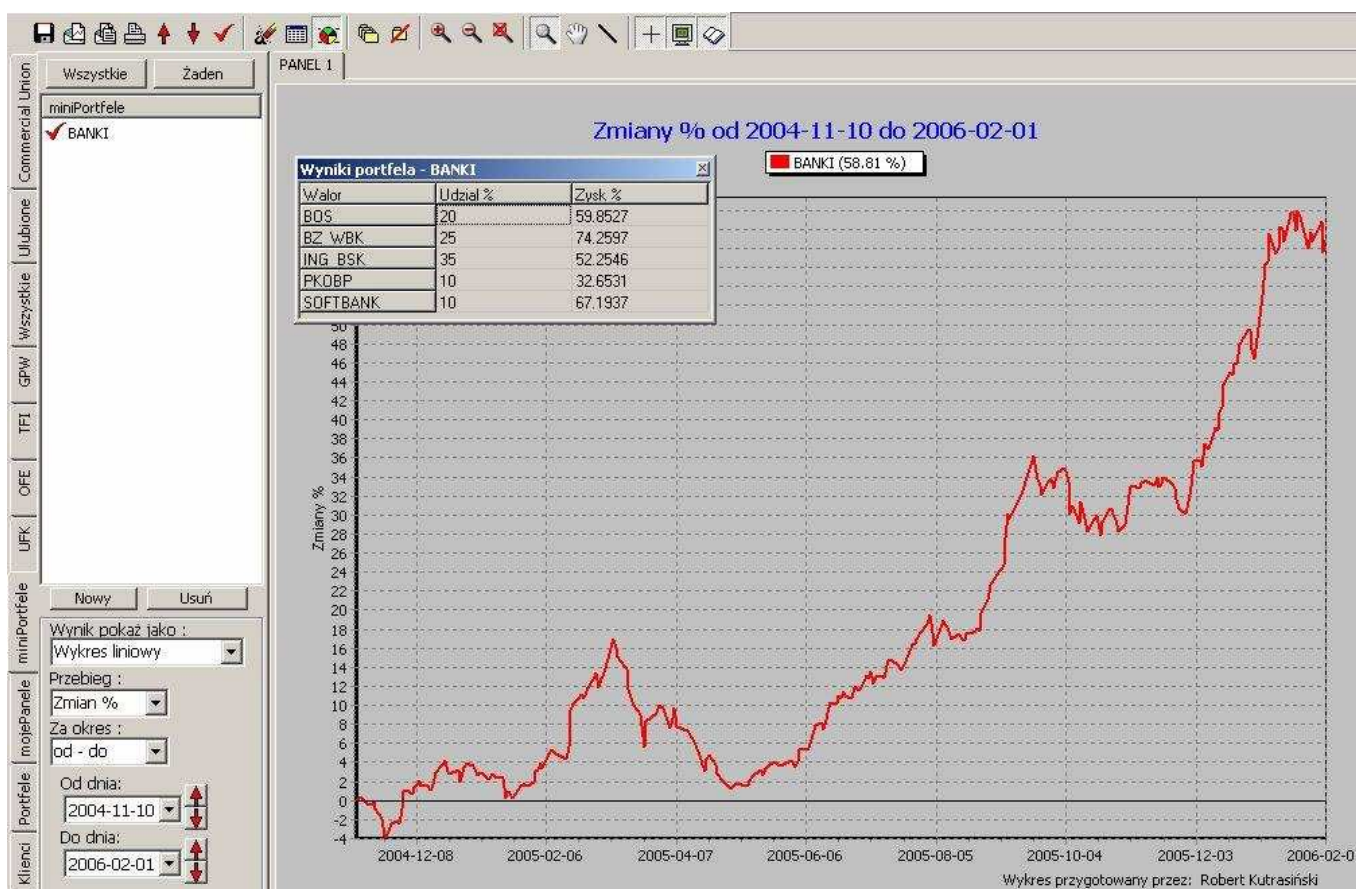 Commercial Union
Ulubione
Wszystkie
GPW
TFI
OFE
UFK
miniPortfele
mojePanele
Portfele
Klienci
Wszystkie Żaden
miniPortfele
BANKI
Nowy Usuń
Wynik pokaż jako :
Wykres liniowy
Przebieg :
Zmian %
Za okres :
od - do
Od dnia:
2004-11-10
Do dnia:
2006-02-01
PANEL 1
Zmiany % od 2004-11-10 do 2006-02-01
BANKI (58.81 %)
Wyniki portfela - BANKI
Walor Udzial % Zysk %
BOS 20 59.8527
BZ WBK 25 74.2597
ING BSK 35 52.2546
PKOBP 10 32.6531
SOFTBANK 10 67.1937
Zmiany %
50
48
46
44
42
40
38
36
34
32
30
28
26
24
22
20
18
16
14
12
10
8
6
4
2
0
-2
-4
2004-12-08 2005-02-06 2005-04-07 2005-06-06 2005-08-05 2005-10-04 2005-12-03 2006-02-0
Wykres przygotowany przez: Robert Kutrasiński